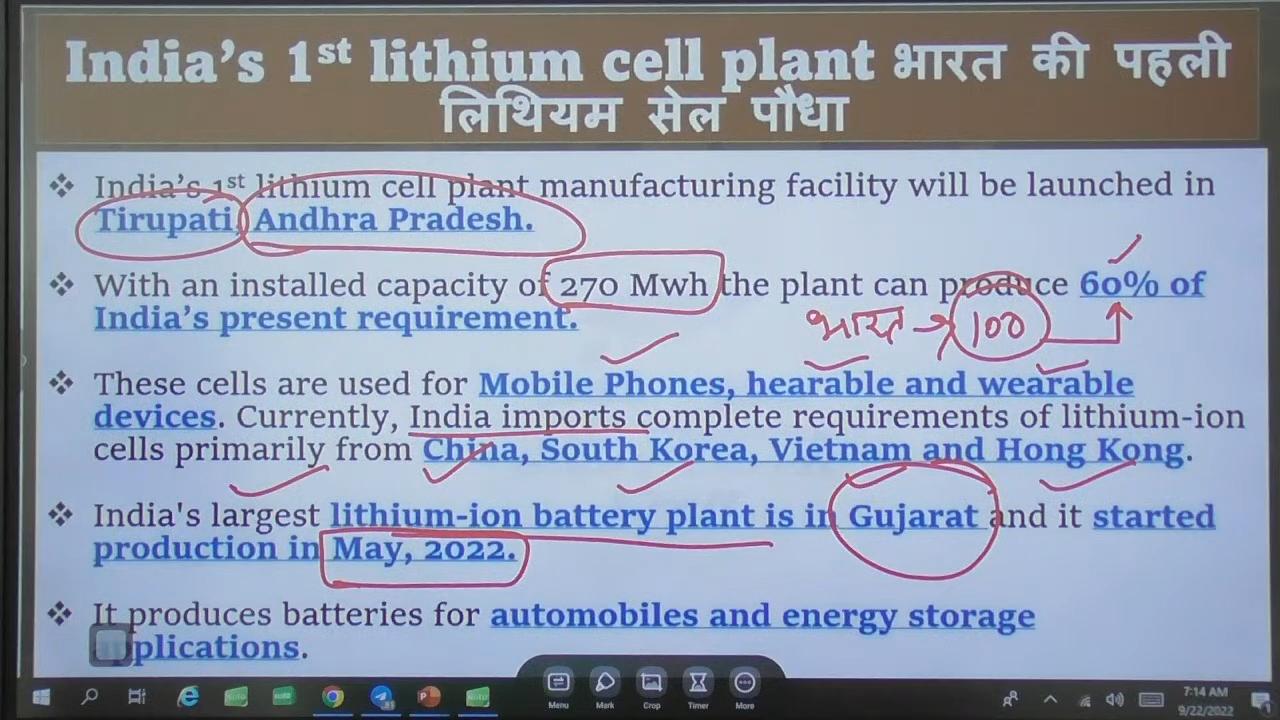 India's 1st lithium cell plant भारत की पहली
लिथियम सेल पौधा
❖ India's 1st lithium cell plant manufacturing facility will be launched in
Tirupati, Andhra Pradesh.
❖ With an installed capacity of 270 Mwh the plant can produce 60% of
India's present requirement.
भारत → 100
❖ These cells are used for Mobile Phones, hearable and wearable
devices. Currently, India imports complete requirements of lithium-ion
cells primarily from China, South Korea, Vietnam and Hong Kong.
❖ India's largest lithium-ion battery plant is in Gujarat and it started
production in May, 2022.
❖ It produces batteries for automobiles and energy storage
applications.
Menu Mark Crop Timer More
7:14 AM
9/22/2022